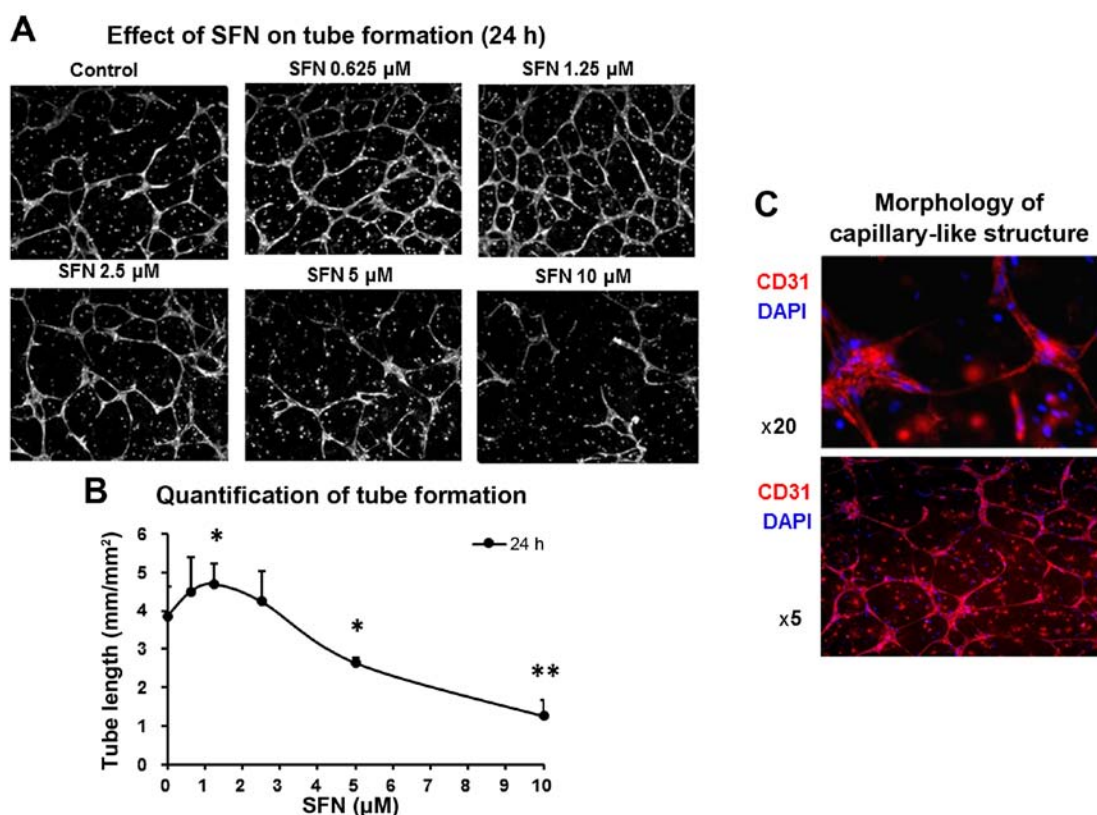 A
Effect of SFN on tube formation (24 h)
Control
SFN 0.625 µM
SFN 1.25 µM
SFN 2.5 µM
SFN 5 µM
SFN 10 µM
B
Quantification of tube formation
Tube length (mm/mm²)
6
5
4
3
2
1
0
*
*
**
24 h
0 1 2 3 4 5 6 7 8 9 10
SFN (µM)
C
Morphology of
capillary-like structure
CD31
DAPI
x20
CD31
DAPI
x5